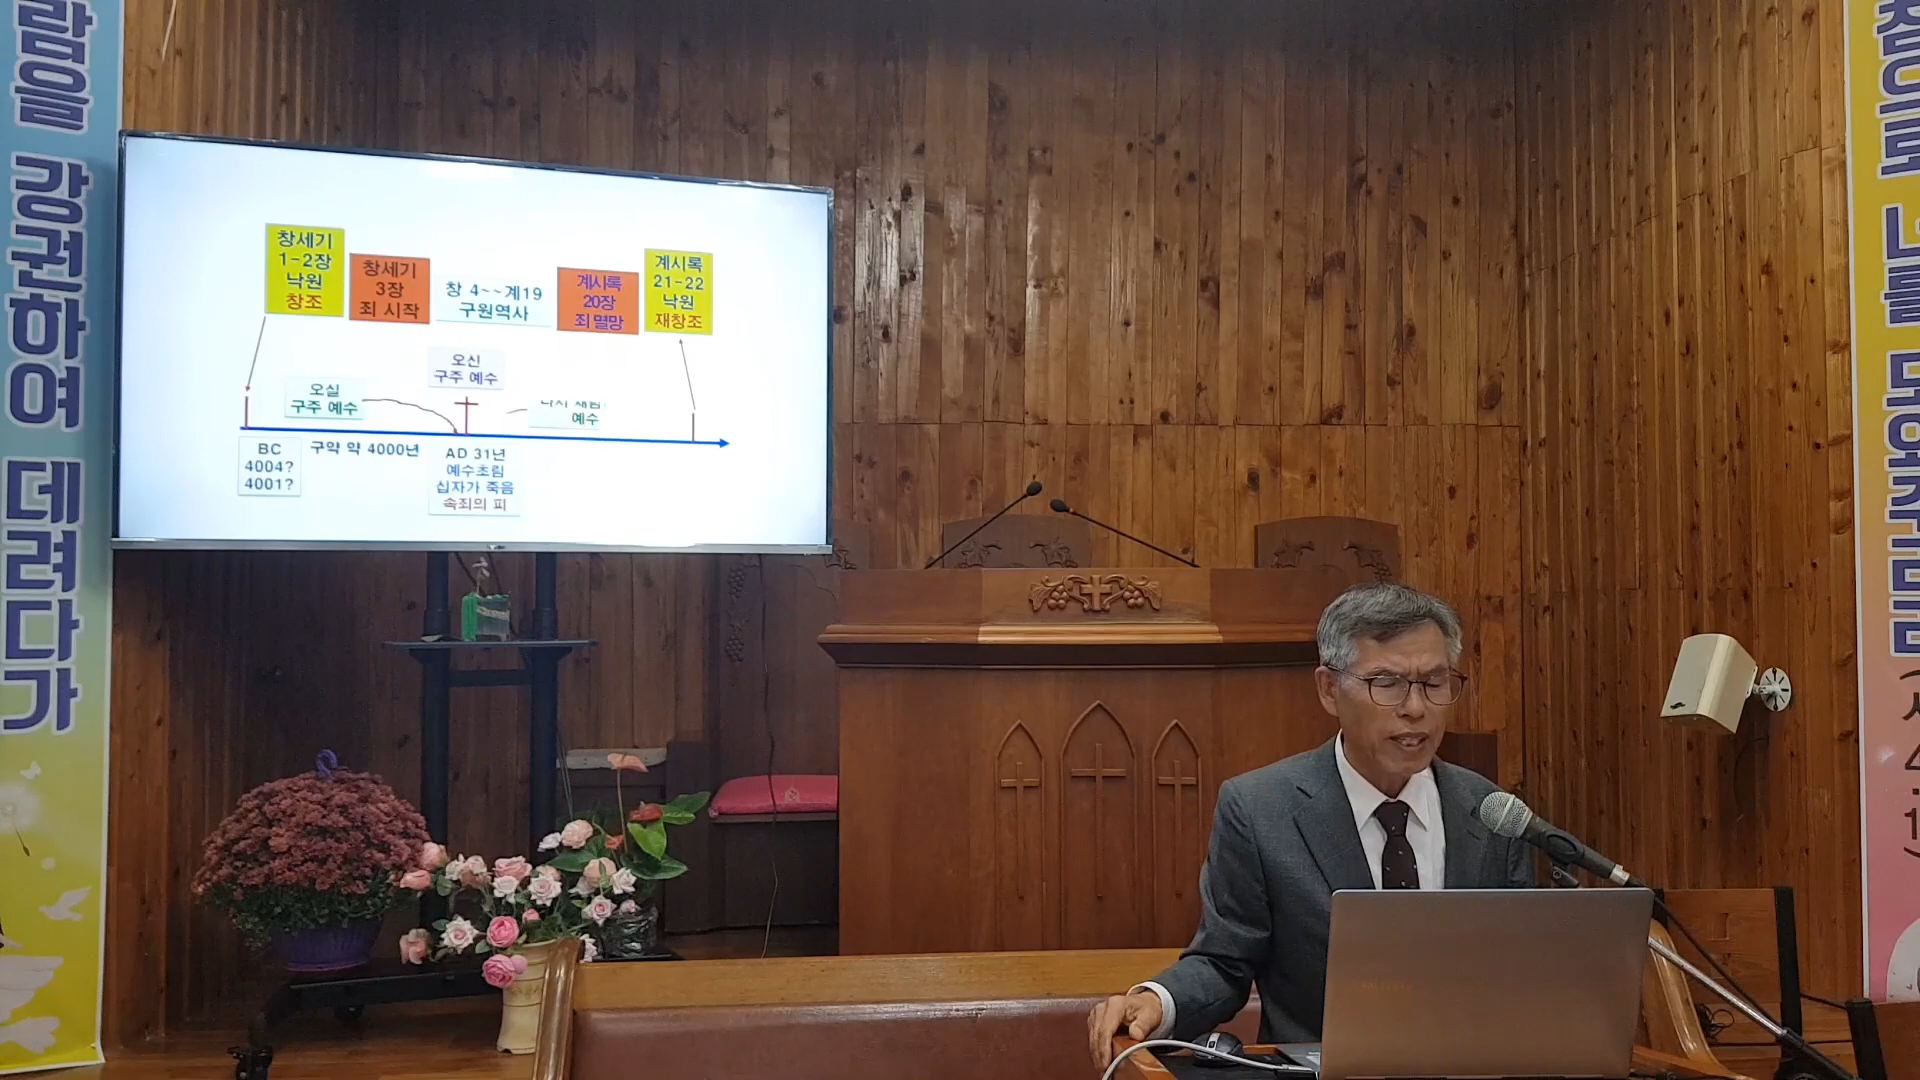 람을 강권하여 데려다가
창세기
1-2장
낙원
창조
창세기
3장
죄 시작
창 4~~계19
구원역사
계시록
20장
죄 멸망
계시록
21-22
낙원
재창조
오신
구주 예수
오실
구주 예수
예수
BC
4004?
4001?
구약 약 4000년
AD 31년
예수초림
십자가 죽음
속죄의 피